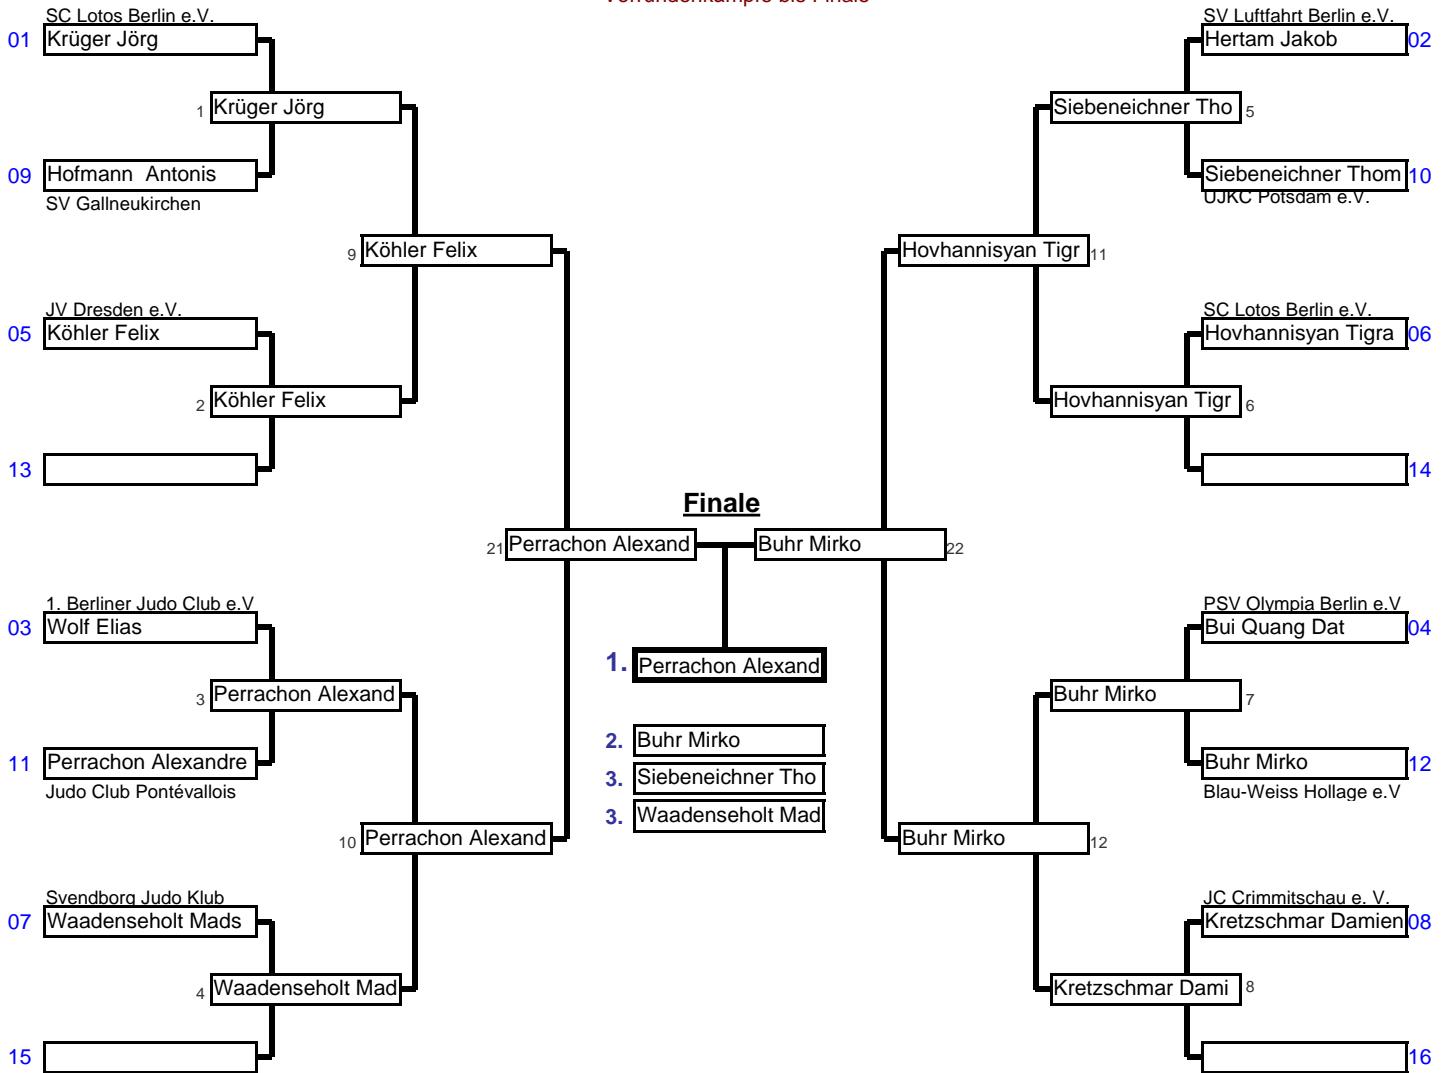 Vorrundenkämpfe bis Finale
SC Lotos Berlin e.V.
01 Krüger Jörg
1 Krüger Jörg
09 Hofmann  Antonis
SV Gallneukirchen
9 Köhler Felix
JV Dresden e.V.
05 Köhler Felix
2 Köhler Felix
13
21 Perrachon Alexand
1. Berliner Judo Club e.V
03 Wolf Elias
3 Perrachon Alexand
11 Perrachon Alexandre
Judo Club Pontévallois
10 Perrachon Alexand
Svendborg Judo Klub
07 Waadenseholt Mads
4 Waadenseholt Mad
15
Finale
1. Perrachon Alexand
2. Buhr Mirko
3. Siebeneichner Tho
3. Waadenseholt Mad
SV Luftfahrt Berlin e.V.
Hertam Jakob 02
Siebeneichner Tho 5
Siebeneichner Thom 10
UJKC Potsdam e.V.
Hovhannisyan Tigr 11
SC Lotos Berlin e.V.
Hovhannisyan Tigra 06
Hovhannisyan Tigr 6
14
Buhr Mirko 22
PSV Olympia Berlin e.V
Bui Quang Dat 04
Buhr Mirko 7
Buhr Mirko 12
Blau-Weiss Hollage e.V
Buhr Mirko 12
JC Crimmitschau e. V.
Kretzschmar Damien 08
Kretzschmar Dami 8
16